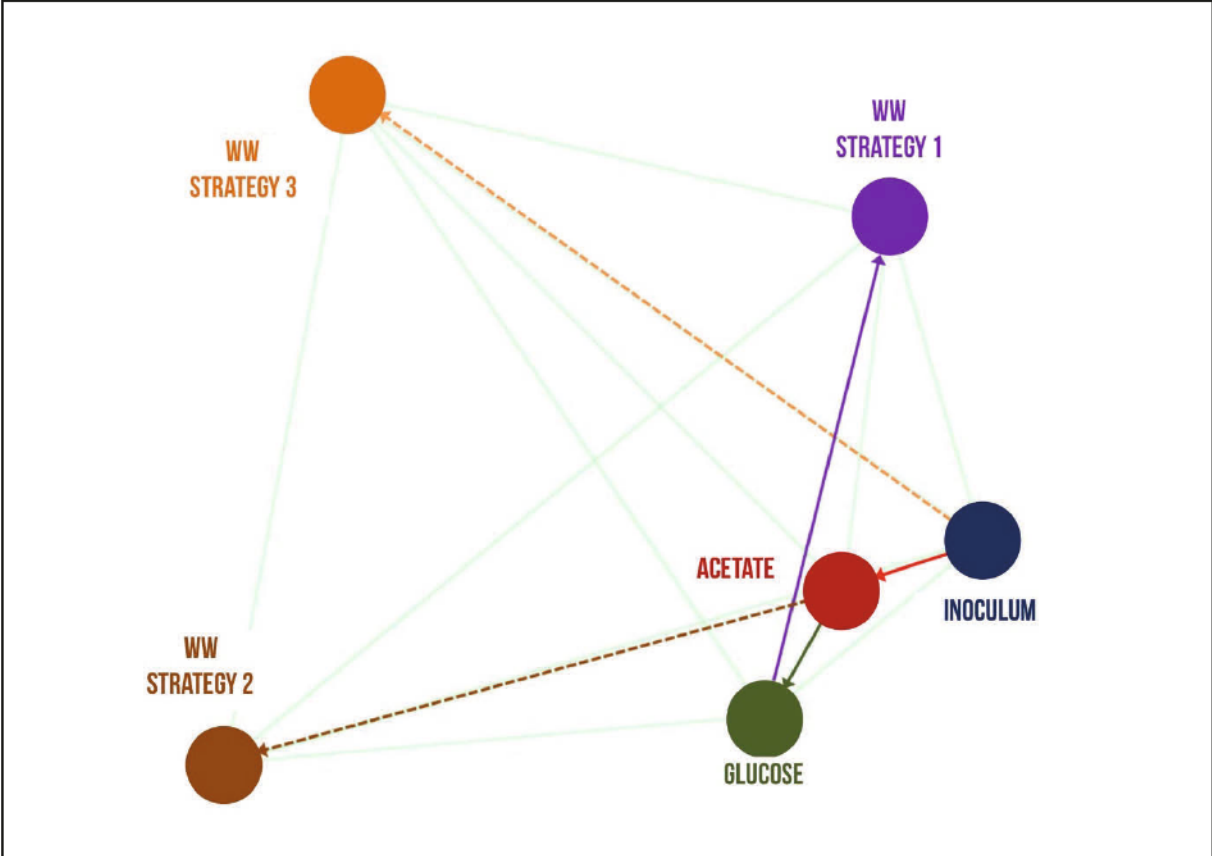 WW
STRATEGY 1
WW
STRATEGY 3
ACETATE
INOCULUM
WW
STRATEGY 2
GLUCOSE